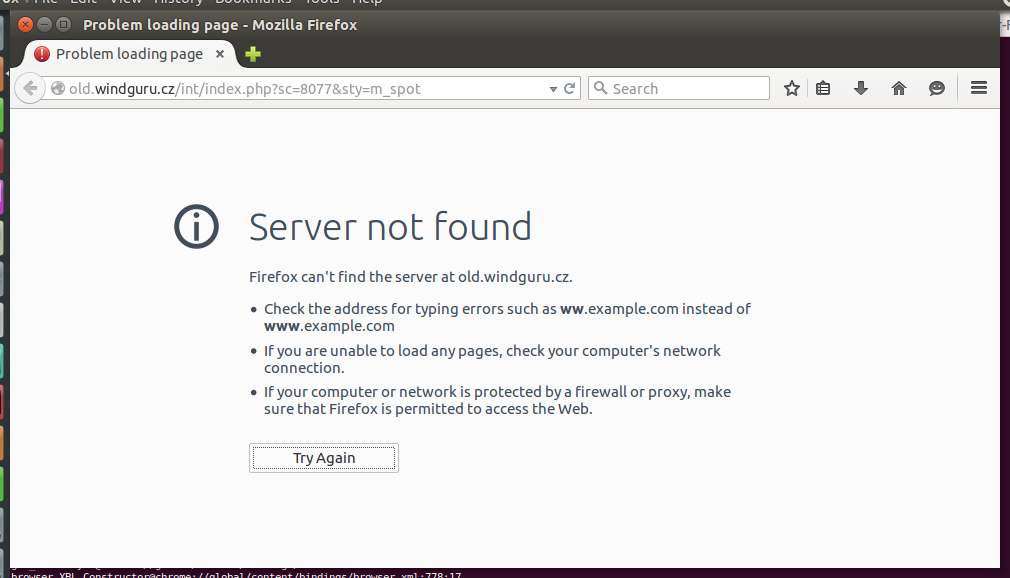 File Edit View History Bookmarks Tools Help
Problem loading page - Mozilla Firefox
Problem loading page
old.windguru.cz/int/index.php?sc=8077&sty=m_spot
Search
Server not found
Firefox can't find the server at old.windguru.cz.
• Check the address for typing errors such as ww.example.com instead of
www.example.com
• If you are unable to load any pages, check your computer's network
connection.
• If your computer or network is protected by a firewall or proxy, make
sure that Firefox is permitted to access the Web.
Try Again
browser_XBL_Constructor@chrome://global/content/bindings/browser.xml:778:17